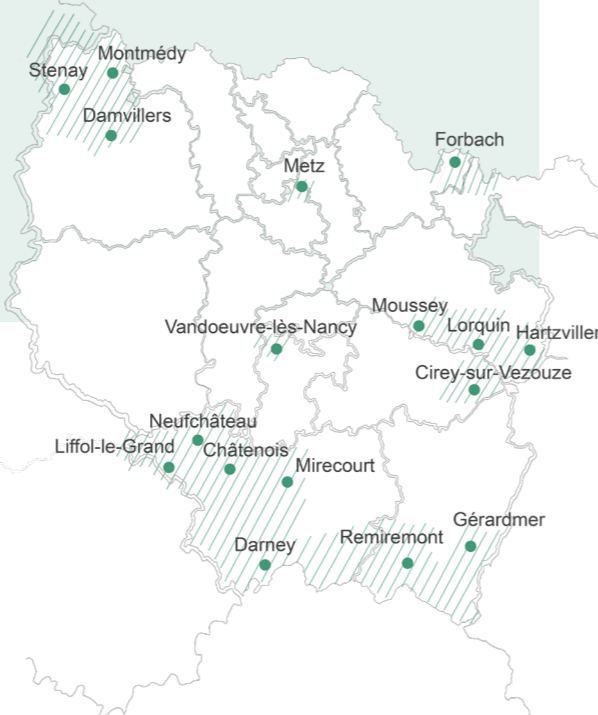 Montmédy
Stenay
Damvillers
Forbach
Metz
Moussey
Vandoeuvre-lès-Nancy
Lorquin
Hartzviller
Cirey-sur-Vezouze
Neufchâteau
Liffol-le-Grand
Châtenois
Mirecourt
Gérardmer
Remiremont
Darney